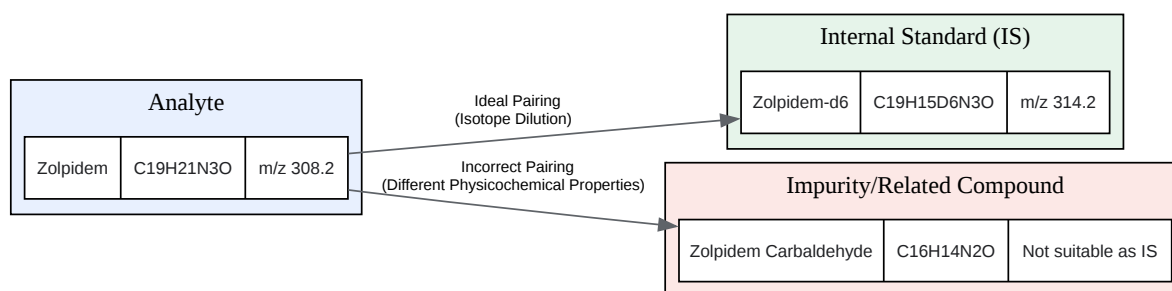 Analyte
Zolpidem C19H21N3O m/z 308.2
Ideal Pairing
(Isotope Dilution)
Internal Standard (IS)
Zolpidem-d6 C19H15D6N3O m/z 314.2
Incorrect Pairing
(Different Physicochemical Properties)
Impurity/Related Compound
Zolpidem Carbaldehyde C16H14N2O Not suitable as IS